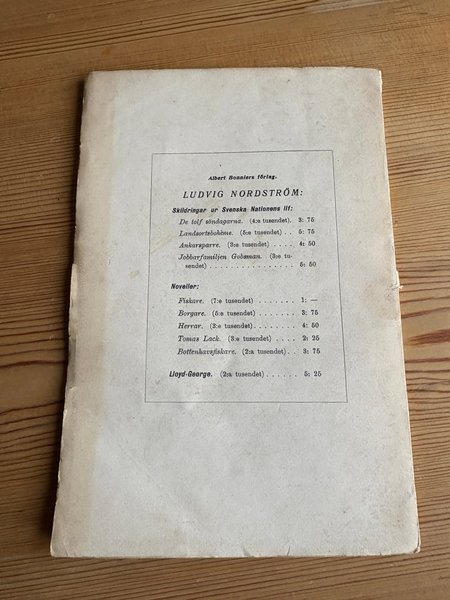 Albert Bonniers förlag.
LUDVIG NORDSTRÖM:
Skildringar ur Svenska Nationens lif:
De tolf söndagarna. (4:e tusendet). 3: 75
Landsortsbohème. (5:e tusendet) . . 5: 75
Ankarsparre. (3:e tusendet) . . . . 4: 50
Jobbarfamiljen Gobsman. (3:e tu-
sendet) . . . . . . . . . . . . . . . . 5: 50
Noveller:
Fiskare. (7:e tusendet) . . . . . . . 1: —
Borgare. (5:e tusendet) . . . . . . 3: 75
Herrar. (3:e tusendet) . . . . . . . 4: 50
Tomas Lack. (3:e tusendet) . . . . 2: 25
Bottenhavsfiskare. (2:a tusendet) . . 3: 75
Lloyd-George. (2:a tusendet) . . . . . . 5: 25